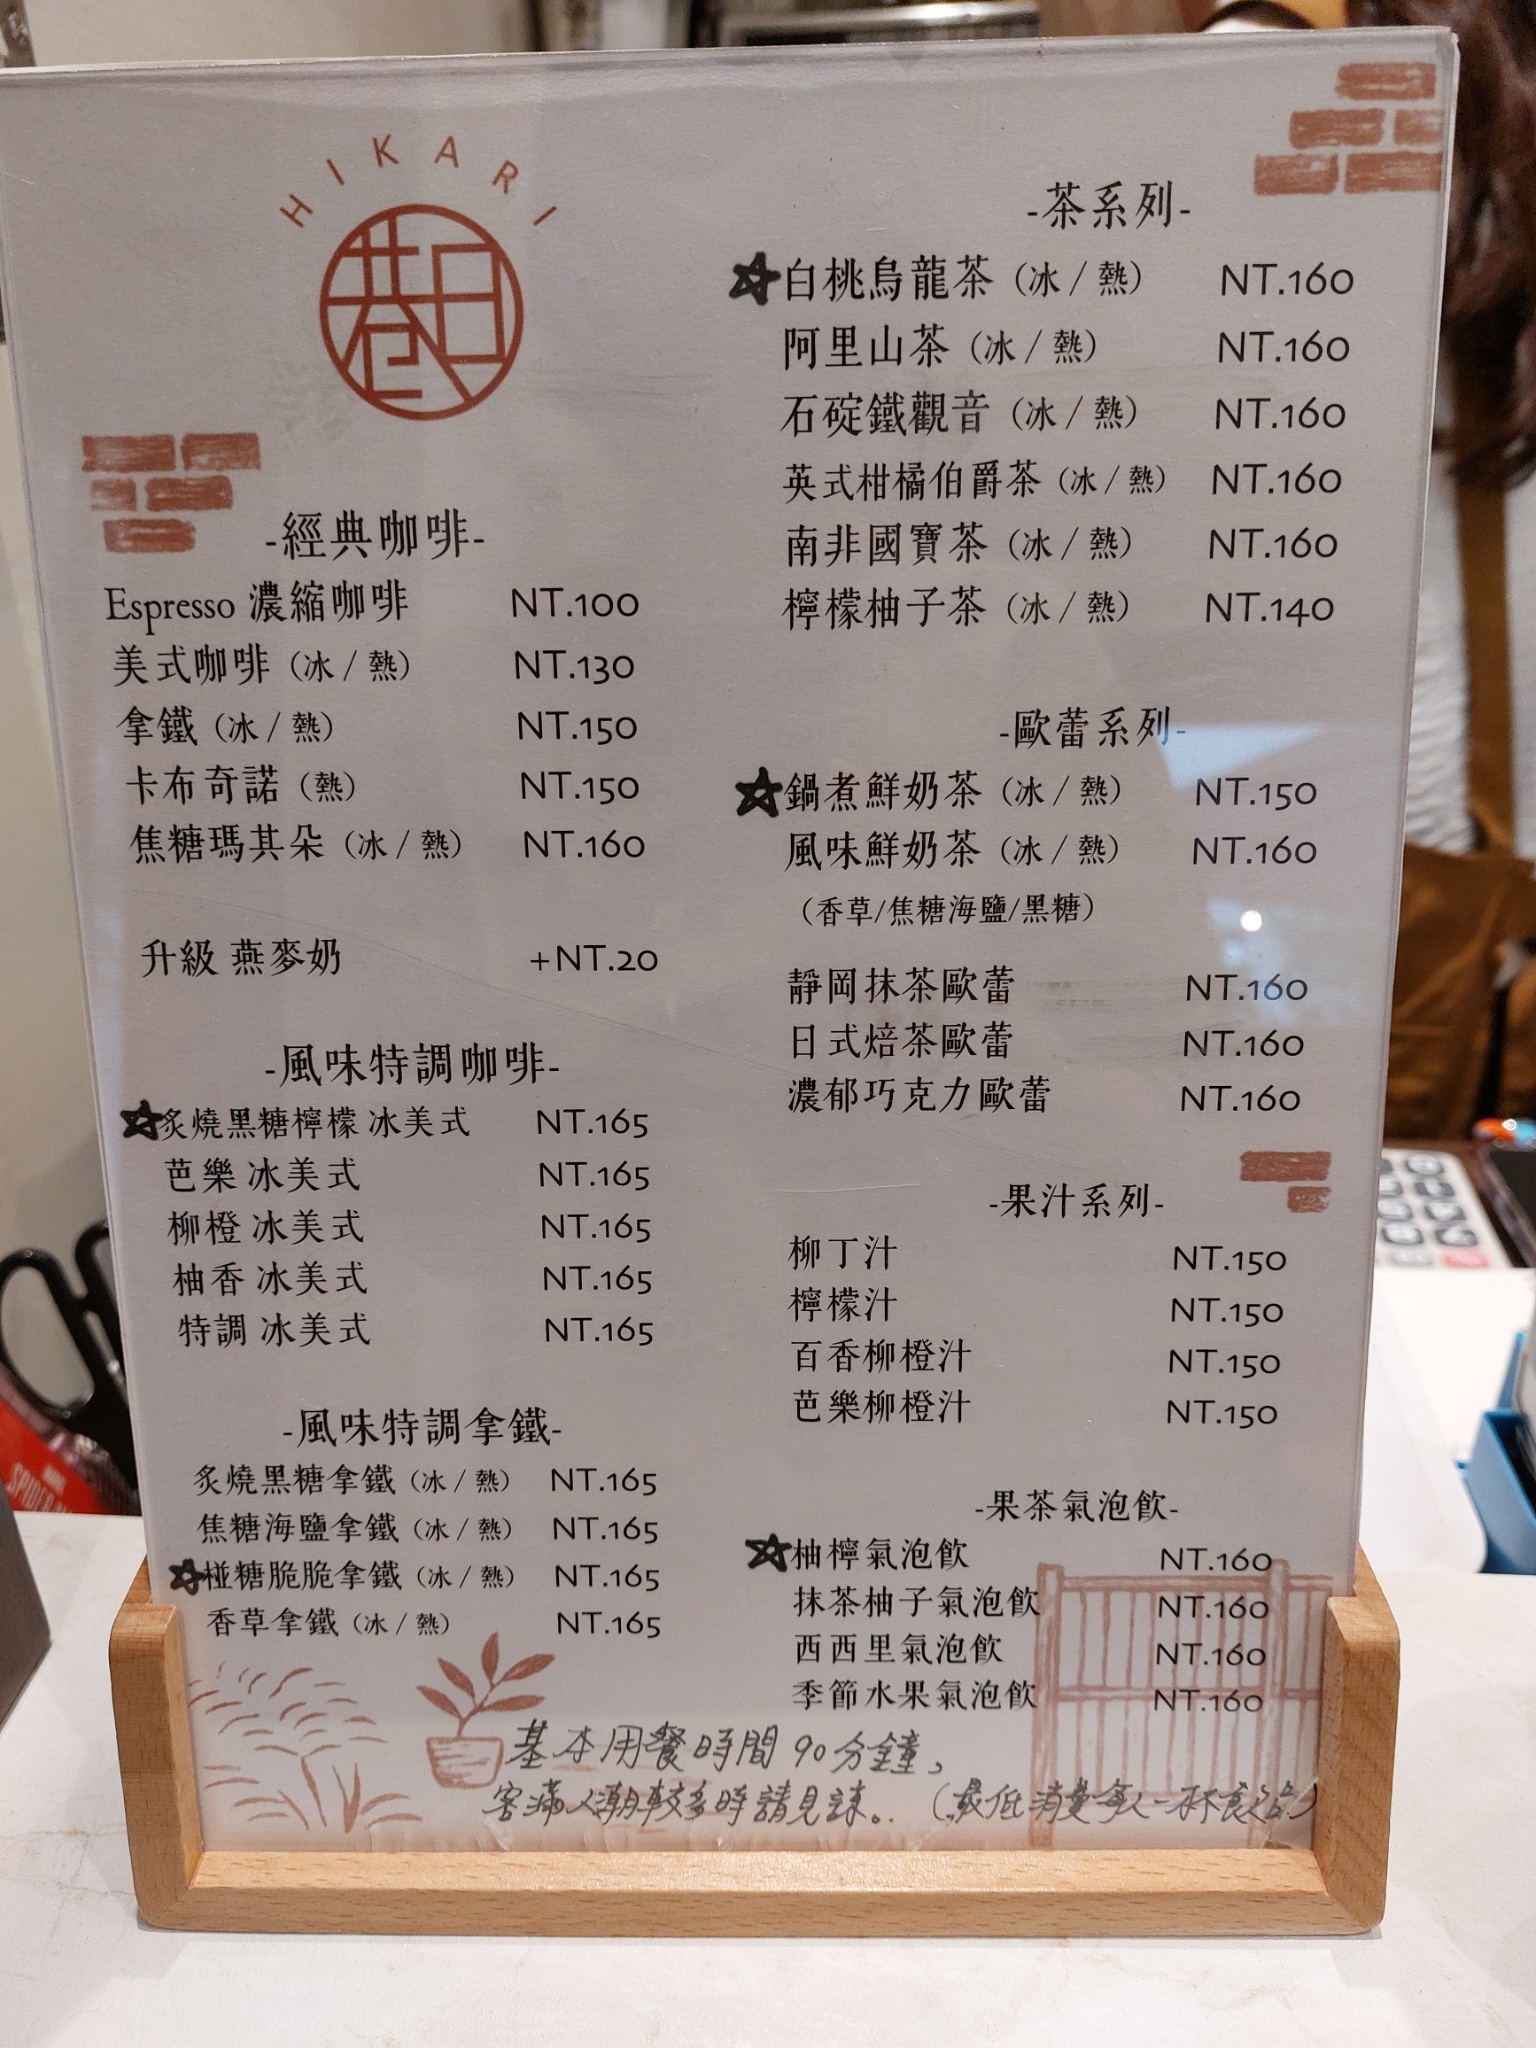 HIKARI
巷日
-經典咖啡-
Espresso 濃縮咖啡 NT.100
美式咖啡（冰/熱） NT.130
拿鐵（冰/熱） NT.150
卡布奇諾（熱） NT.150
焦糖瑪其朵（冰/熱） NT.160
升級 燕麥奶 +NT.20
-風味特調咖啡-
炙燒黑糖檸檬 冰美式 NT.165
芭樂 冰美式 NT.165
柳橙 冰美式 NT.165
柚香 冰美式 NT.165
特調 冰美式 NT.165
-風味特調拿鐵-
炙燒黑糖拿鐵（冰/熱） NT.165
焦糖海鹽拿鐵（冰/熱） NT.165
椪糖脆脆拿鐵（冰/熱） NT.165
香草拿鐵（冰/熱） NT.165
-茶系列-
白桃烏龍茶（冰/熱） NT.160
阿里山茶（冰/熱） NT.160
石碇鐵觀音（冰/熱） NT.160
英式柑橘伯爵茶（冰/熱） NT.160
南非國寶茶（冰/熱） NT.160
檸檬柚子茶（冰/熱） NT.140
-歐蕾系列-
鍋煮鮮奶茶（冰/熱） NT.150
風味鮮奶茶（冰/熱） NT.160
（香草/焦糖海鹽/黑糖）
靜岡抹茶歐蕾 NT.160
日式焙茶歐蕾 NT.160
濃郁巧克力歐蕾 NT.160
-果汁系列-
柳丁汁 NT.150
檸檬汁 NT.150
百香柳橙汁 NT.150
芭樂柳橙汁 NT.150
-果茶氣泡飲-
柚檸氣泡飲 NT.160
抹茶柚子氣泡飲 NT.160
西西里氣泡飲 NT.160
季節水果氣泡飲 NT.160
基本用餐時間90分鐘，
客滿人潮較多時請見諒。（最低消費每人一杯飲品）